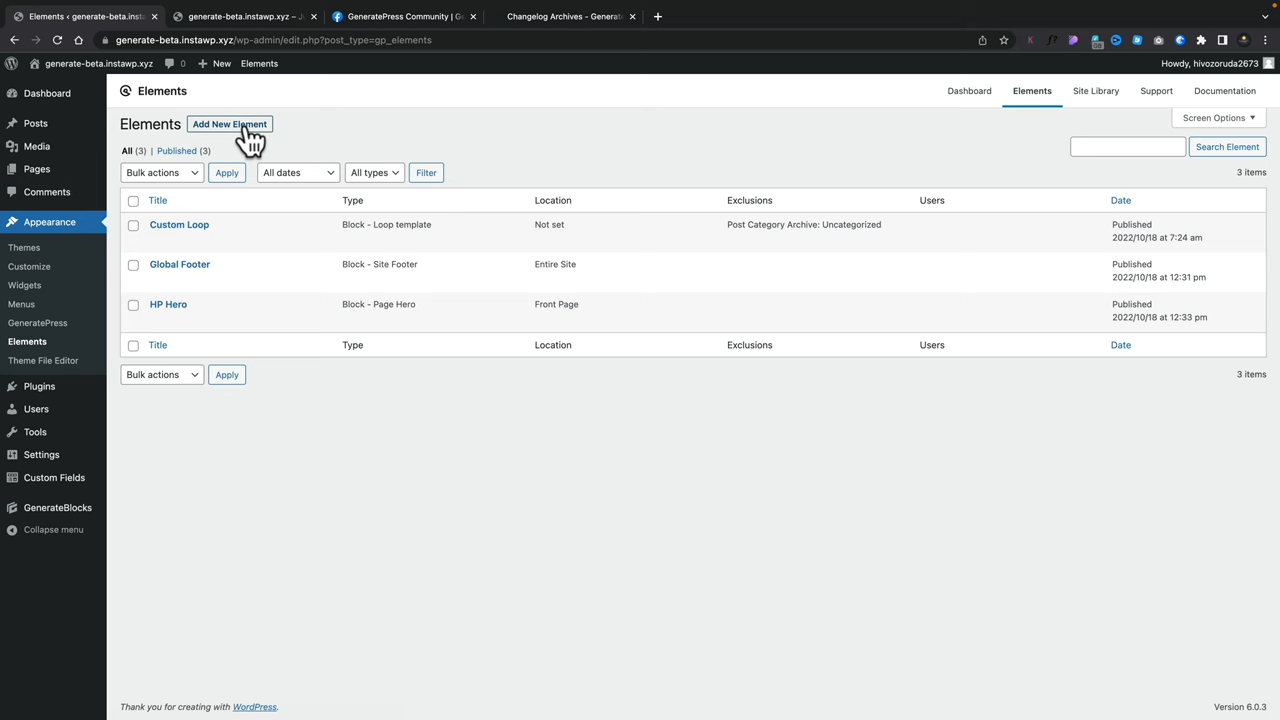 Elements < generate-beta.insta
generate-beta.instawp.xyz – Ju
GeneratePress Community | Ge
Changelog Archives - Generat
generate-beta.instawp.xyz/wp-admin/edit.php?post_type=gp_elements
generate-beta.instawp.xyz
0
New
Elements
Howdy, hivozoruda2673
Dashboard
Posts
Media
Pages
Comments
Appearance
Themes
Customize
Widgets
Menus
GeneratePress
Elements
Theme File Editor
Plugins
Users
Tools
Settings
Custom Fields
GenerateBlocks
Collapse menu
Elements
Dashboard
Elements
Site Library
Support
Documentation
Elements
Add New Element
Screen Options
All (3) | Published (3)
Search Element
Bulk actions
Apply
All dates
All types
Filter
3 items
Title Type Location Exclusions Users Date
Custom Loop Block - Loop template Not set Post Category Archive: Uncategorized Published
2022/10/18 at 7:24 am
Global Footer Block - Site Footer Entire Site Published
2022/10/18 at 12:31 pm
HP Hero Block - Page Hero Front Page Published
2022/10/18 at 12:33 pm
Title Type Location Exclusions Users Date
Bulk actions
Apply
3 items
Thank you for creating with WordPress.
Version 6.0.3